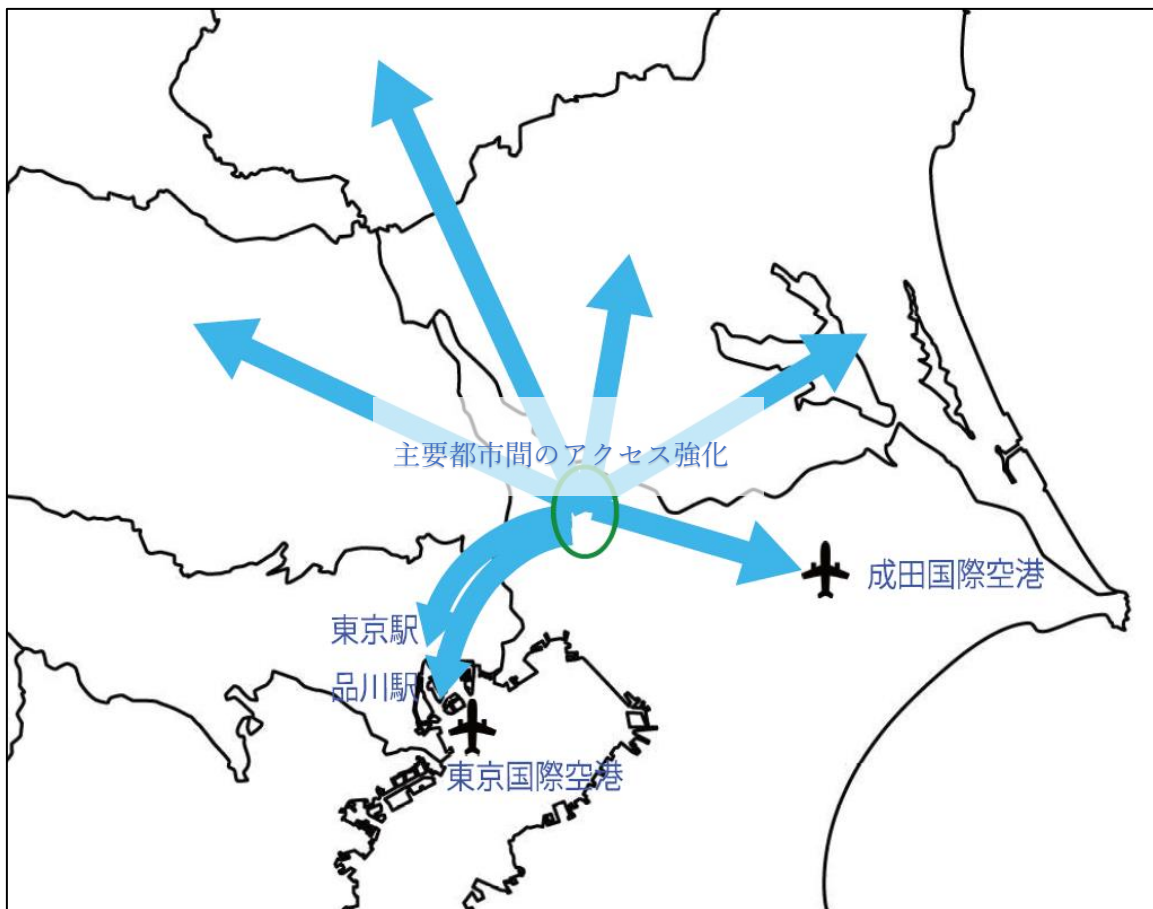 主要都市間のアクセス強化
成田国際空港
東京駅
品川駅
東京国際空港